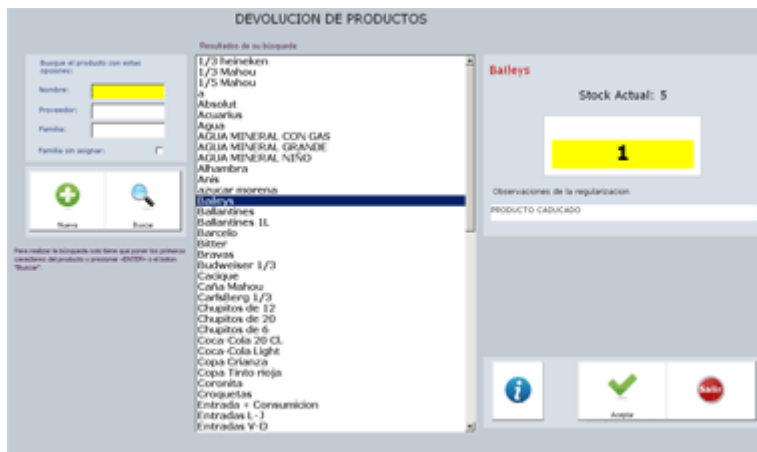 DEVOLUCION DE PRODUCTOS
Resultados de su búsqueda:
Busque el producto con estas
opciones:
Nombre:
Proveedor:
Familia:
Familia sin asignar:
Nueva
Buscar
Para realizar la búsqueda solo tiene que poner los primeros
caracteres del producto y presionar «ENTER» o el boton
"Buscar".
1/3 heineken
1/3 Mahou
1/5 Mahou
a
Absolut
Acuarius
Agua
AGUA MINERAL CON GAS
AGUA MINERAL GRANDE
AGUA MINERAL NIÑO
Alhambra
Anis
azucar morena
Baileys
Ballantines
Ballantines 1L
Barcelo
Bitter
Bravas
Budweiser 1/3
Cacique
Caña Mahou
CarlsBerg 1/3
Chupitos de 12
Chupitos de 20
Chupitos de 6
Coca-Cola 20 CL
Coca-Cola Light
Copa Crianza
Copa Tinto rioja
Coronita
Croquetas
Entrada + Consumicion
Entradas L-J
Entradas V-D
Baileys
Stock Actual: 5
1
Observaciones de la regularizacion
PRODUCTO CADUCADO
Aceptar
Salir